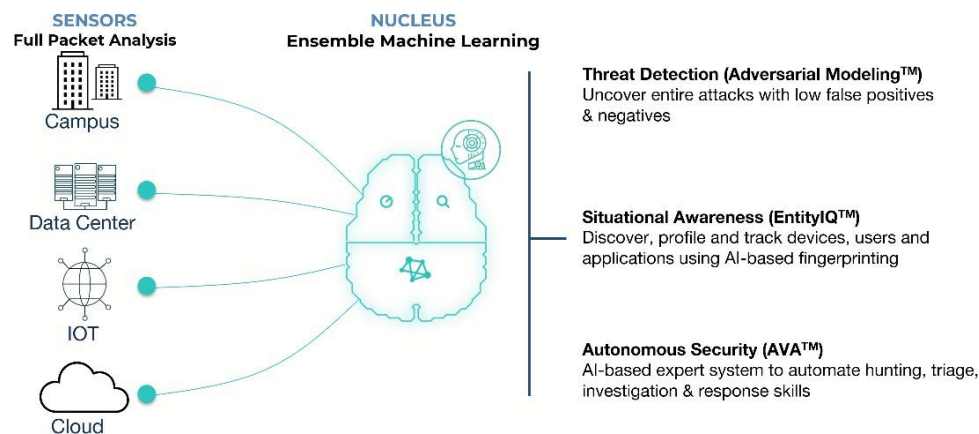 SENSORS
Full Packet Analysis
Campus
Data Center
IOT
Cloud
NUCLEUS
Ensemble Machine Learning
Threat Detection (Adversarial Modeling™)
Uncover entire attacks with low false positives
& negatives
Situational Awareness (EntityIQ™)
Discover, profile and track devices, users and
applications using AI-based fingerprinting
Autonomous Security (AVA™)
AI-based expert system to automate hunting, triage,
investigation & response skills